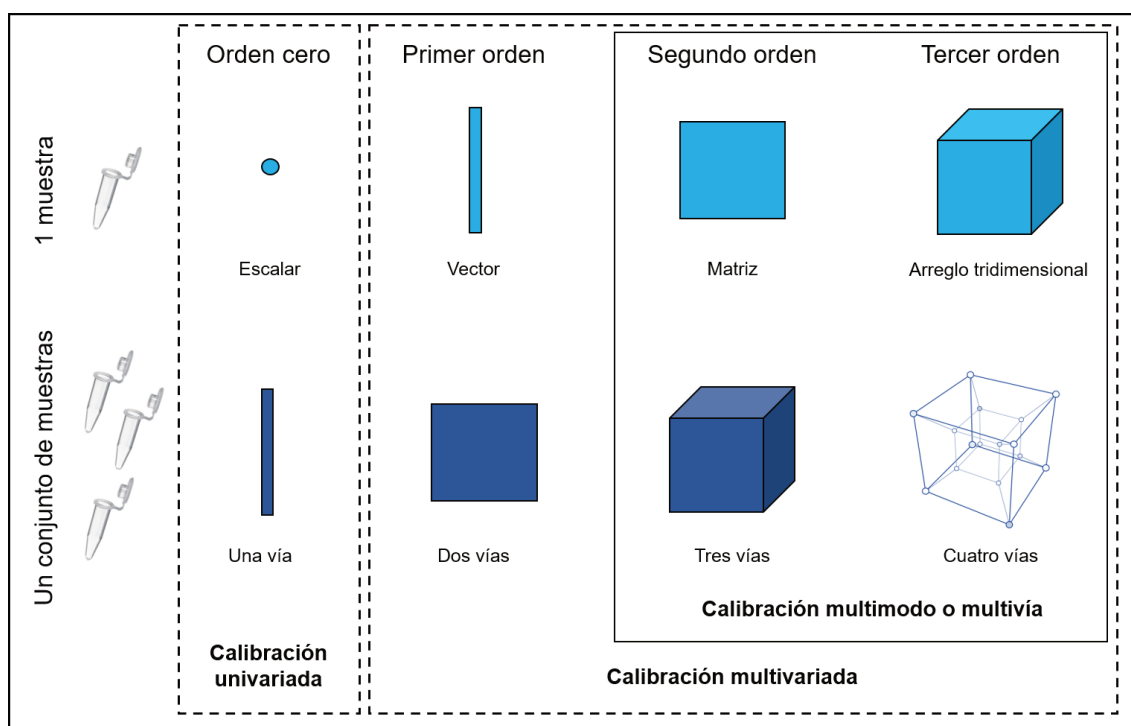 Orden cero
Primer orden
Segundo orden
Tercer orden
1 muestra
Escalar
Vector
Matriz
Arreglo tridimensional
Un conjunto de muestras
Una vía
Dos vías
Tres vías
Cuatro vías
Calibración multimodo o multivía
Calibración
univariada
Calibración multivariada